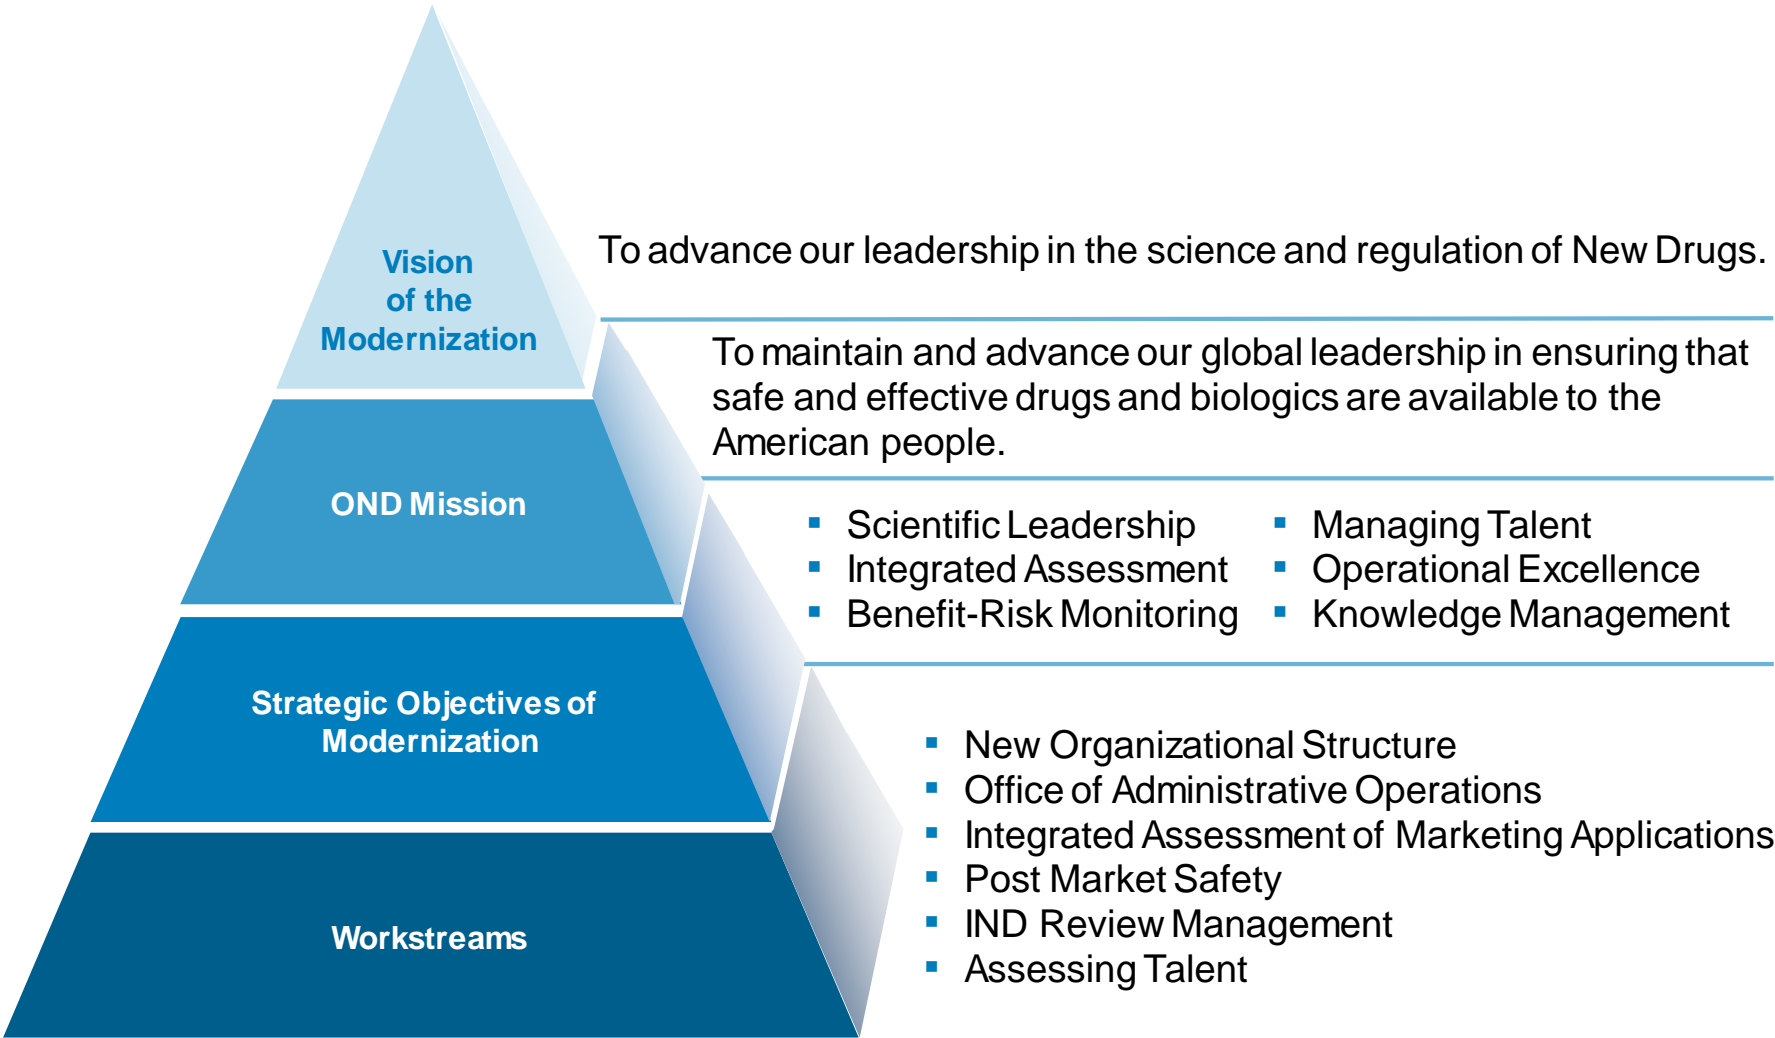 Vision
of the
Modernization
To advance our leadership in the science and regulation of New Drugs.
OND Mission
To maintain and advance our global leadership in ensuring that
safe and effective drugs and biologics are available to the
American people.
Strategic Objectives of
Modernization
▪ Scientific Leadership
▪ Integrated Assessment
▪ Benefit-Risk Monitoring
▪ Managing Talent
▪ Operational Excellence
▪ Knowledge Management
Workstreams
▪ New Organizational Structure
▪ Office of Administrative Operations
▪ Integrated Assessment of Marketing Applications
▪ Post Market Safety
▪ IND Review Management
▪ Assessing Talent